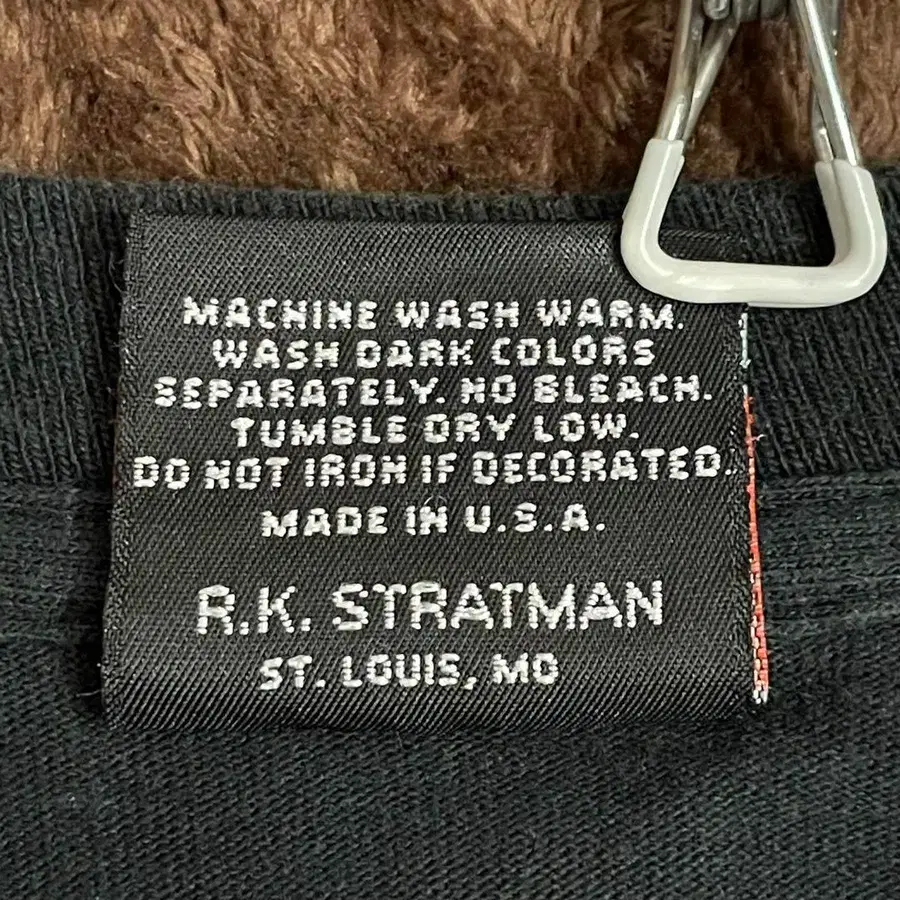 MACHINE WASH WARM.
WASH DARK COLORS
SEPARATELY. NO BLEACH.
TUMBLE DRY LOW.
DO NOT IRON IF DECORATED.
MADE IN U.S.A.
R.K. STRATMAN
ST. LOUIS, MO